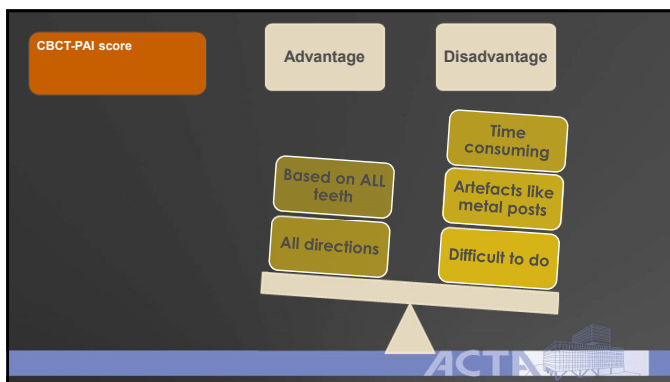 CBCT-PAI score
Advantage
Disadvantage
Based on ALL
teeth
All directions
Time
consuming
Artefacts like
metal posts
Difficult to do
ACTA